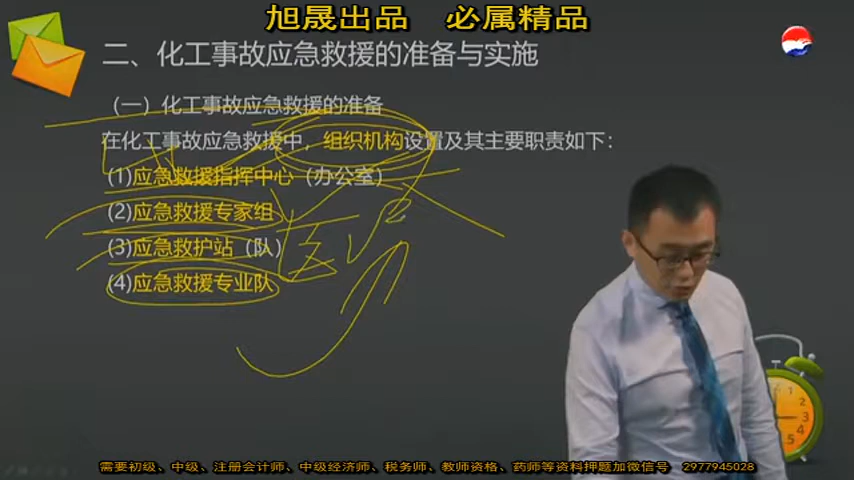 旭晟出品 必属精品
二、化工事故应急救援的准备与实施
（一）化工事故应急救援的准备
在化工事故应急救援中，组织机构设置及其主要职责如下：
(1)应急救援指挥中心（办公室）
(2)应急救援专家组
(3)应急救护站（队）
(4)应急救援专业队
医
1
2
3
4
5
需要初级、中级、注册会计师、中级经济师、税务师、教师资格、药师等资料押题加微信号 2977945028